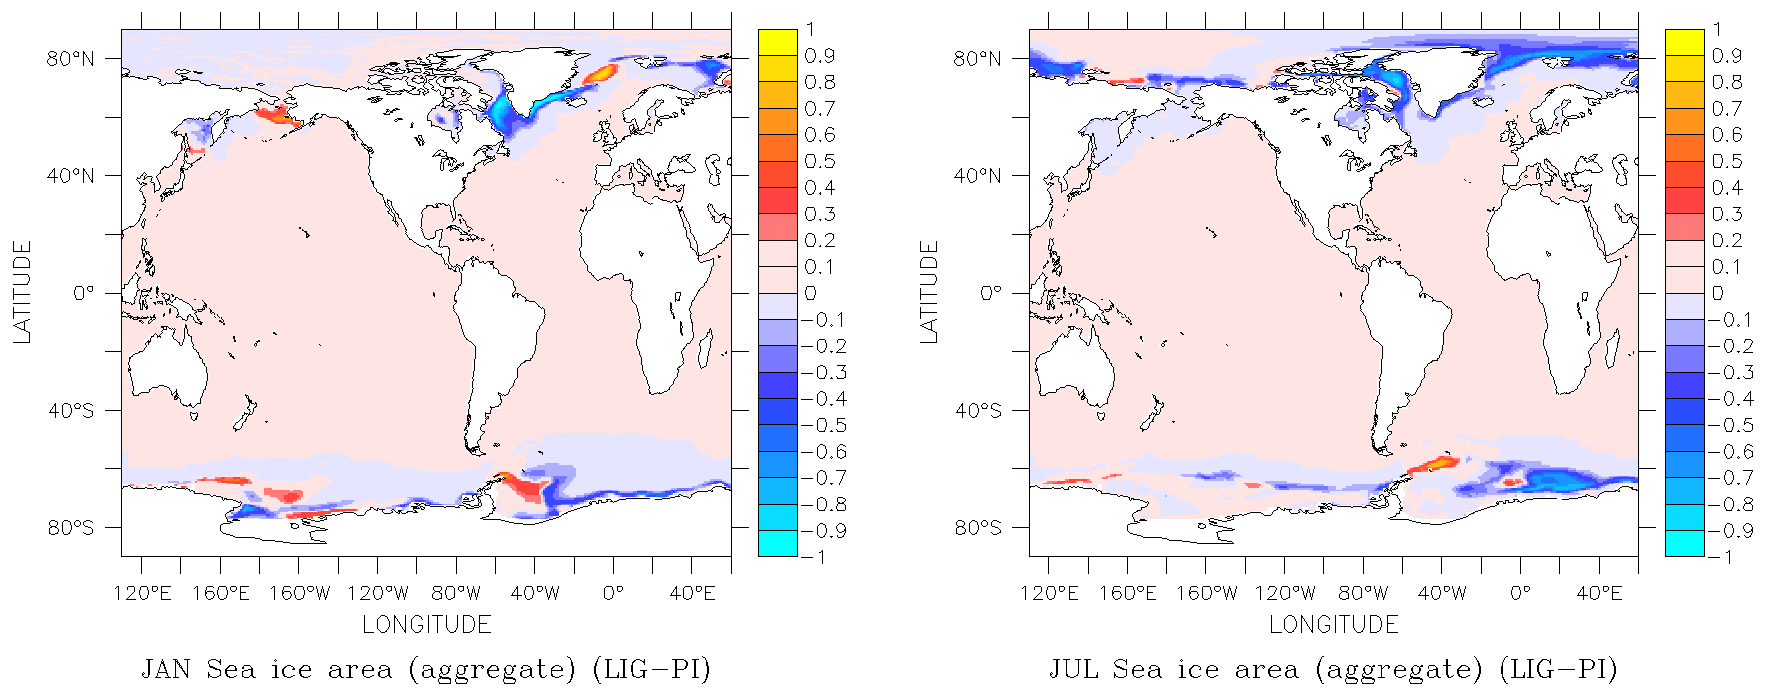 80°N
40°N
0°
40°S
80°S
LATITUDE
120°E 160°E 160°W 120°W 80°W 40°W 0° 40°E
LONGITUDE
1
0.9
0.8
0.7
0.6
0.5
0.4
0.3
0.2
0.1
0
−0.1
−0.2
−0.3
−0.4
−0.5
−0.6
−0.7
−0.8
−0.9
−1
JAN Sea ice area (aggregate) (LIG−PI)
80°N
40°N
0°
40°S
80°S
LATITUDE
120°E 160°E 160°W 120°W 80°W 40°W 0° 40°E
LONGITUDE
1
0.9
0.8
0.7
0.6
0.5
0.4
0.3
0.2
0.1
0
−0.1
−0.2
−0.3
−0.4
−0.5
−0.6
−0.7
−0.8
−0.9
−1
JUL Sea ice area (aggregate) (LIG−PI)